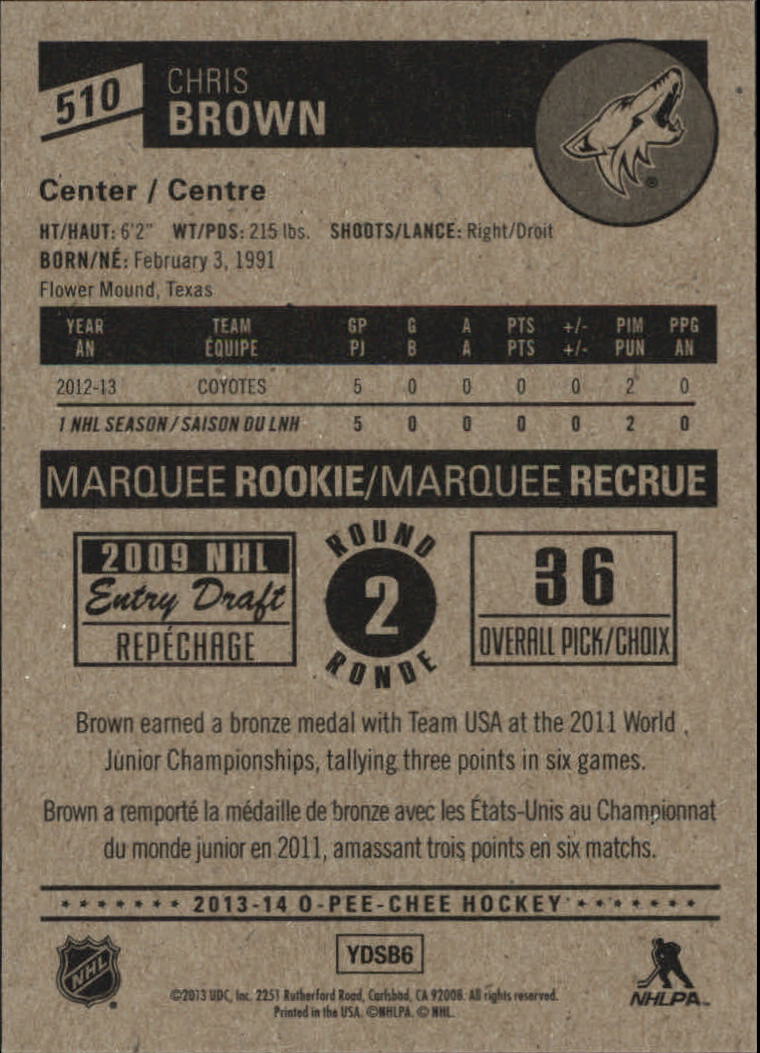 510
CHRIS
BROWN
Center / Centre
HT/HAUT: 6'2" WT/PDS: 215 lbs. SHOOTS/LANCE: Right/Droit
BORN/NÉ: February 3, 1991
Flower Mound, Texas
YEAR TEAM GP G A PTS +/- PIM PPG
AN ÉQUIPE PJ B A PTS +/- PUN AN
2012-13 COYOTES 5 0 0 0 0 2 0
1 NHL SEASON/SAISON DU LNH 5 0 0 0 0 2 0
MARQUEE ROOKIE/MARQUEE RECRUE
2009 NHL
Entry Draft
REPÉCHAGE
ROUND
2
RONDE
36
OVERALL PICK/CHOIX
Brown earned a bronze medal with Team USA at the 2011 World
Junior Championships, tallying three points in six games.
Brown a remporté la médaille de bronze avec les États-Unis au Championnat
du monde junior en 2011, amassant trois points en six matchs.
2013-14 O-PEE-CHEE HOCKEY
NHL
YDSB6
NHLPA
©2013 UDC, Inc. 2251 Rutherford Road, Carlsbad, CA 92008. All rights reserved.
Printed in the USA. ©NHLPA. © NHL.